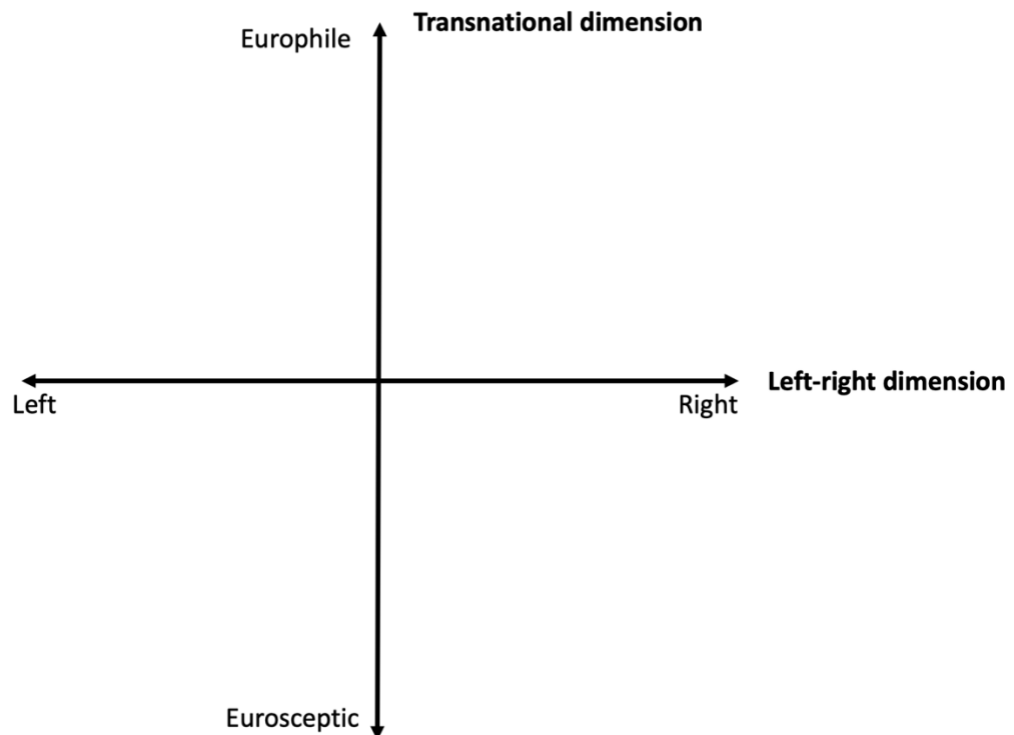 Transnational dimension
Europhile
Left-right dimension
Left
Right
Eurosceptic